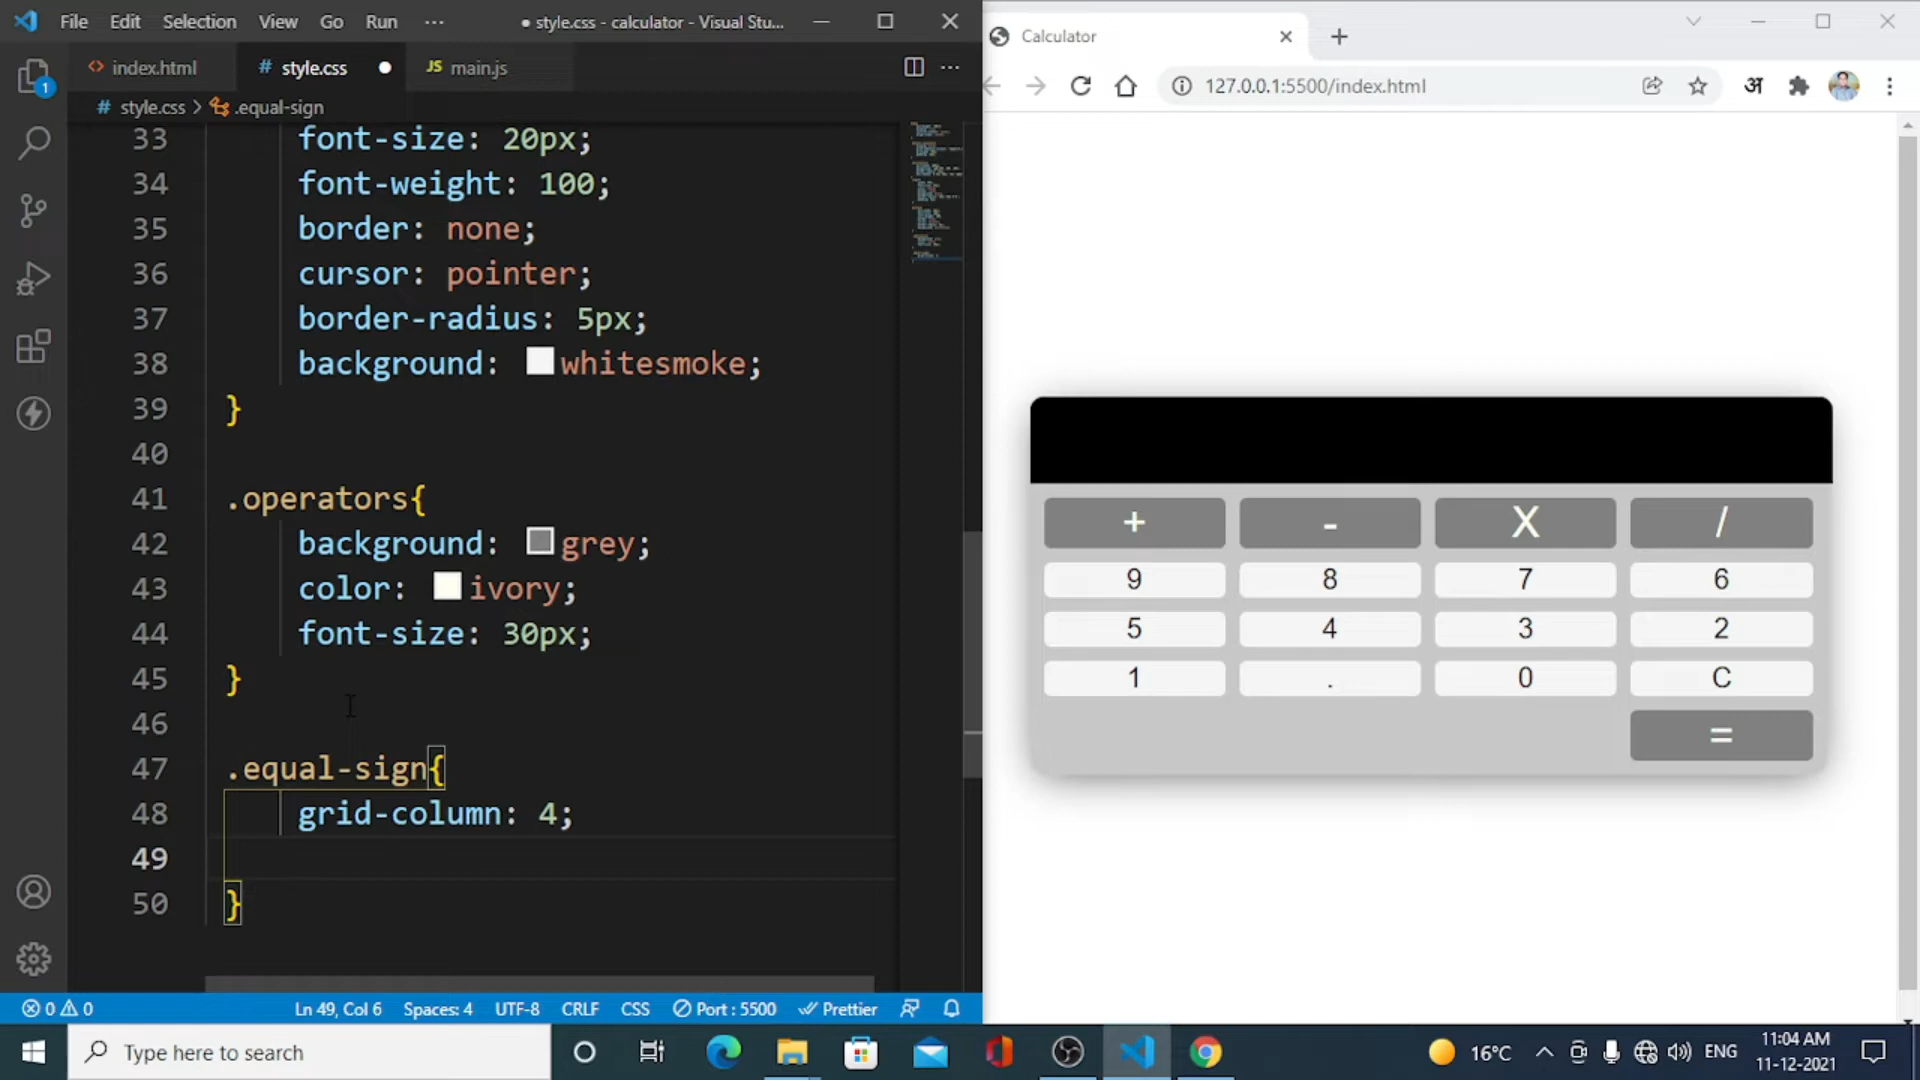 File Edit Selection View Go Run ··· ● style.css - calculator - Visual Stu...
index.html # style.css ● JS main.js ···
# style.css > .equal-sign
33 font-size: 20px;
34 font-weight: 100;
35 border: none;
36 cursor: pointer;
37 border-radius: 5px;
38 background: whitesmoke;
39 }
40
41 .operators{
42 background: grey;
43 color: ivory;
44 font-size: 30px;
45 }
46
47 .equal-sign{
48 grid-column: 4;
49
50 }
1
0 0 Ln 49, Col 6 Spaces: 4 UTF-8 CRLF CSS Port : 5500 Prettier
Calculator
127.0.0.1:5500/index.html अ
+ - X /
9 8 7 6
5 4 3 2
1 . 0 C
=
Type here to search
16°C ENG 11:04 AM
11-12-2021